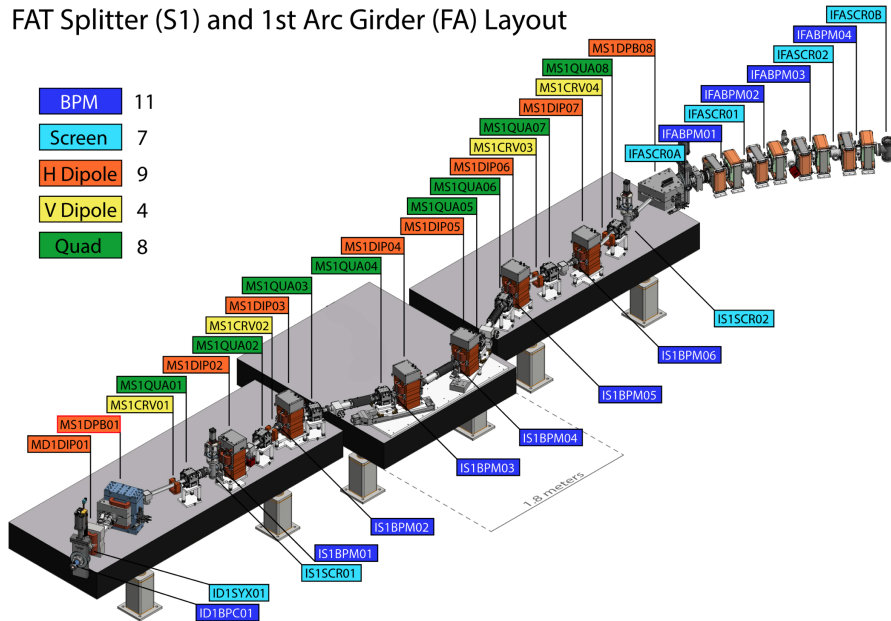 FAT Splitter (S1) and 1st Arc Girder (FA) Layout
BPM 11
Screen 7
H Dipole 9
V Dipole 4
Quad 8
IFASCR0B
IFABPM04
IFASCR02
IFABPM03
IFABPM02
IFASCR01
IFABPM01
IFASCR0A
MS1DPB08
MS1QUA08
MS1CRV04
MS1DIP07
MS1QUA07
MS1CRV03
MS1DIP06
MS1QUA06
MS1QUA05
MS1DIP05
MS1DIP04
MS1QUA04
MS1QUA03
MS1DIP03
MS1CRV02
MS1QUA02
MS1DIP02
MS1QUA01
MS1CRV01
MS1DPB01
MD1DIP01
IS1SCR02
IS1BPM06
IS1BPM05
IS1BPM04
IS1BPM03
1.8 meters
IS1BPM02
IS1BPM01
IS1SCR01
ID1SYX01
ID1BPC01